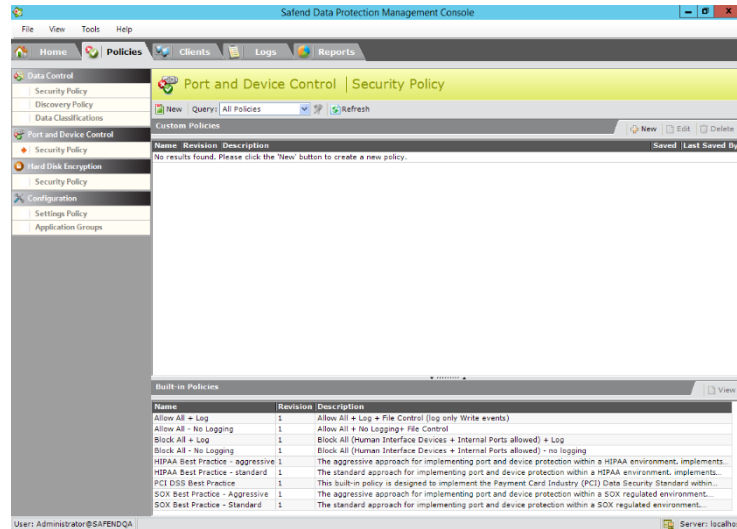 Safend Data Protection Management Console
File View Tools Help
Home Policies Clients Logs Reports
Data Control
Security Policy
Discovery Policy
Data Classifications
Port and Device Control
Security Policy
Hard Disk Encryption
Security Policy
Configuration
Settings Policy
Application Groups
Port and Device Control | Security Policy
New Query: All Policies Refresh
Custom Policies New Edit Delete
Name Revision Description Saved Last Saved By
No results found. Please click the 'New' button to create a new policy.
Built-in Policies View
Name Revision Description
Allow All + Log 1 Allow All + Log + File Control (log only Write events)
Allow All - No Logging 1 Allow All + No Logging+ File Control
Block All + Log 1 Block All (Human Interface Devices + Internal Ports allowed) + Log
Block All - No Logging 1 Block All (Human Interface Devices + Internal Ports allowed) - no logging
HIPAA Best Practice - aggressive 1 The aggressive approach for implementing port and device protection within a HIPAA environment. implements...
HIPAA Best Practice - standard 1 The standard approach for implementing port and device protection within a HIPAA environment. implements...
PCI DSS Best Practice 1 This built-in policy is designed to implement the Payment Card Industry (PCI) Data Security Standard within...
SOX Best Practice - Aggressive 1 The aggressive approach for implementing port and device protection within a SOX regulated environment....
SOX Best Practice - Standard 1 The standard approach for implementing port and device protection within a SOX regulated environment....
User: Administrator@SAFENDQA Server: localho